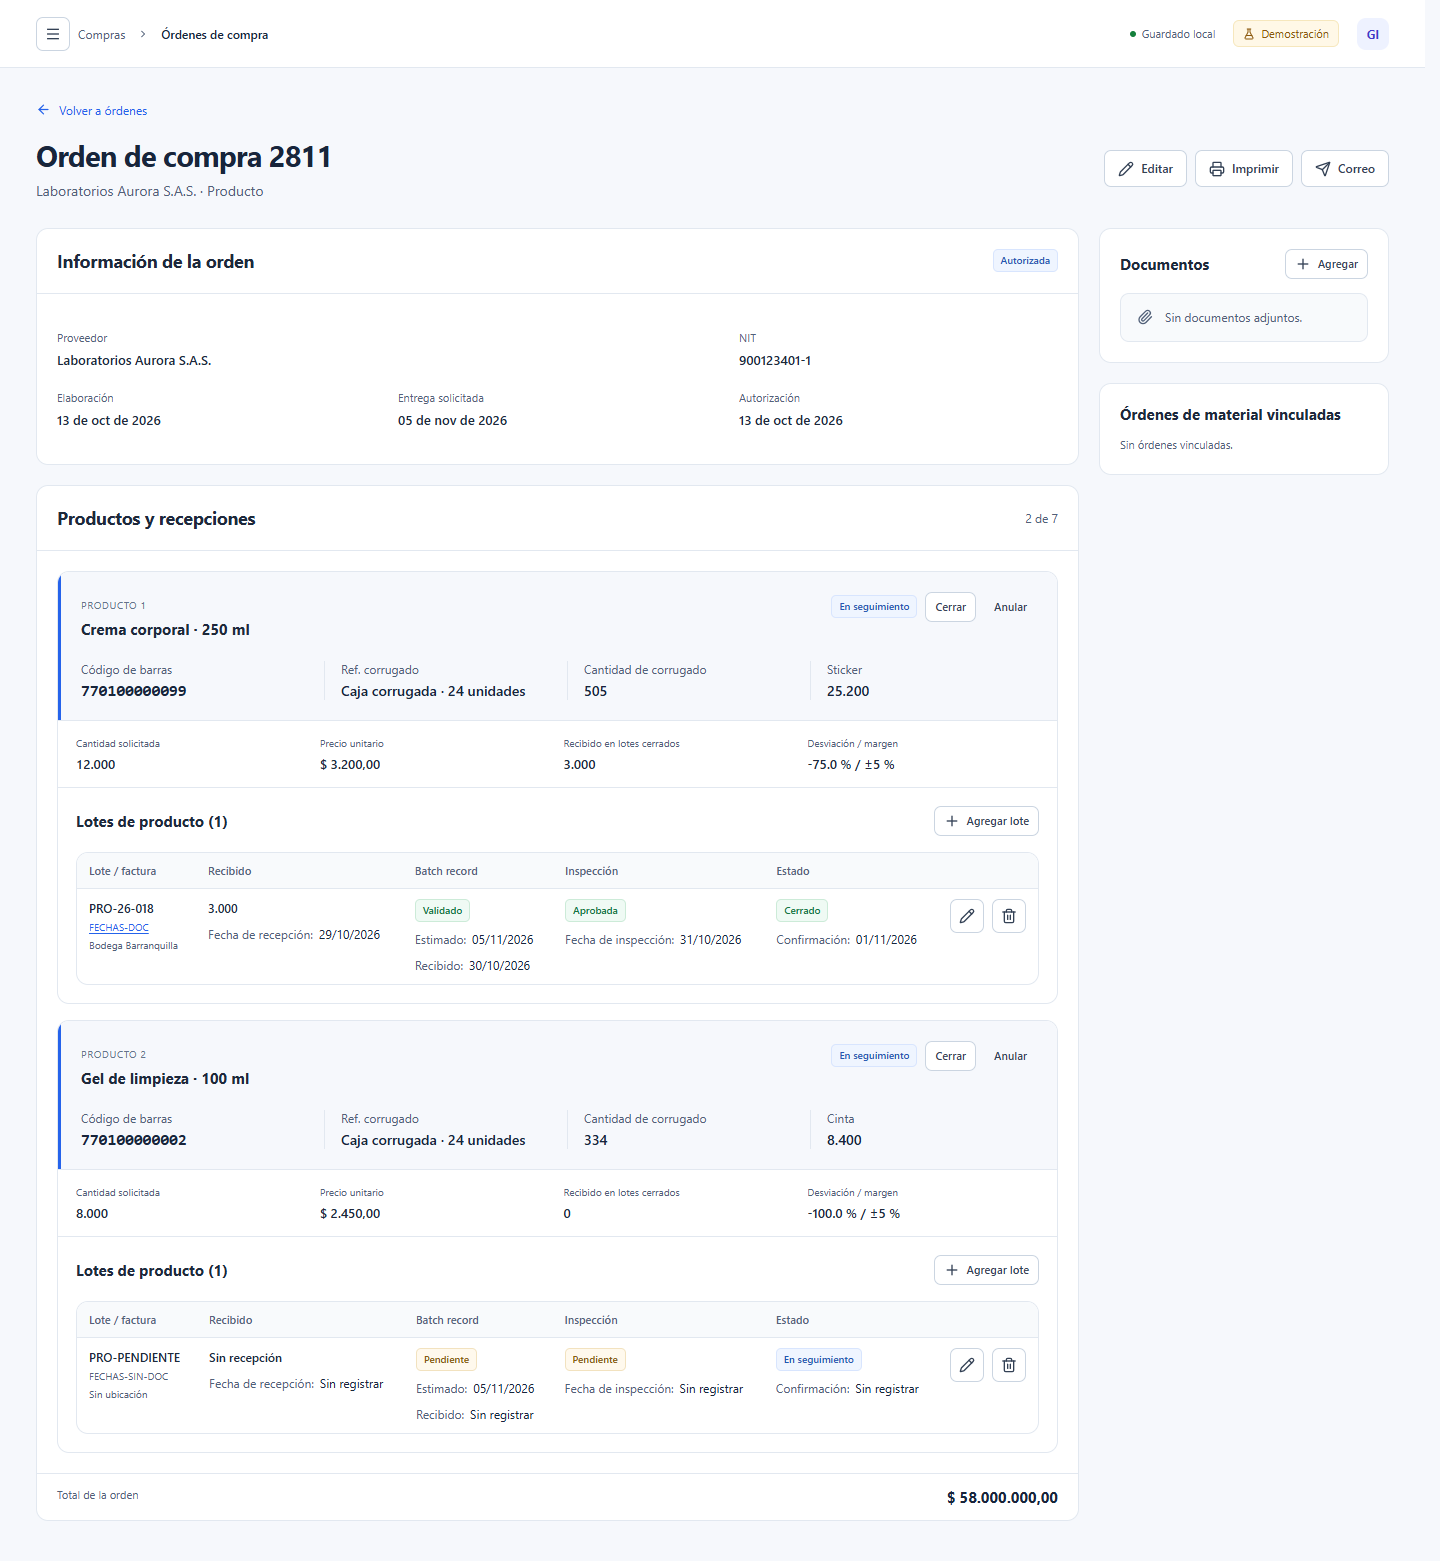 Compras > Órdenes de compra
Guardado local
Demostración
GI
Volver a órdenes
Orden de compra 2811
Laboratorios Aurora S.A.S. · Producto
Editar
Imprimir
Correo
Información de la orden
Autorizada
Proveedor
Laboratorios Aurora S.A.S.
NIT
900123401-1
Elaboración
13 de oct de 2026
Entrega solicitada
05 de nov de 2026
Autorización
13 de oct de 2026
Documentos
Agregar
Sin documentos adjuntos.
Órdenes de material vinculadas
Sin órdenes vinculadas.
Productos y recepciones
2 de 7
PRODUCTO 1
Crema corporal · 250 ml
En seguimiento
Cerrar
Anular
Código de barras
770100000099
Ref. corrugado
Caja corrugada · 24 unidades
Cantidad de corrugado
505
Sticker
25.200
Cantidad solicitada
12.000
Precio unitario
$ 3.200,00
Recibido en lotes cerrados
3.000
Desviación / margen
-75.0 % / ±5 %
Lotes de producto (1)
Agregar lote
Lote / factura
Recibido
Batch record
Inspección
Estado
PRO-26-018
FECHAS-DOC
Bodega Barranquilla
3.000
Fecha de recepción: 29/10/2026
Validado
Estimado: 05/11/2026
Recibido: 30/10/2026
Aprobada
Fecha de inspección: 31/10/2026
Cerrado
Confirmación: 01/11/2026
PRODUCTO 2
Gel de limpieza · 100 ml
En seguimiento
Cerrar
Anular
Código de barras
770100000002
Ref. corrugado
Caja corrugada · 24 unidades
Cantidad de corrugado
334
Cinta
8.400
Cantidad solicitada
8.000
Precio unitario
$ 2.450,00
Recibido en lotes cerrados
0
Desviación / margen
-100.0 % / ±5 %
Lotes de producto (1)
Agregar lote
Lote / factura
Recibido
Batch record
Inspección
Estado
PRO-PENDIENTE
FECHAS-SIN-DOC
Sin ubicación
Sin recepción
Fecha de recepción: Sin registrar
Pendiente
Estimado: 05/11/2026
Recibido: Sin registrar
Pendiente
Fecha de inspección: Sin registrar
En seguimiento
Confirmación: Sin registrar
Total de la orden
$ 58.000.000,00